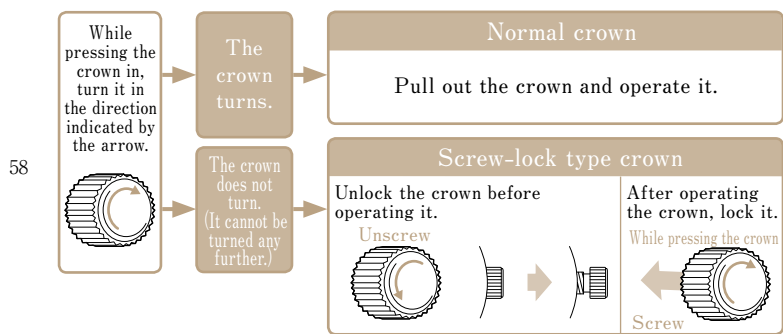 58
While
pressing the
crown in,
turn it in
the direction
indicated by
the arrow.
The
crown
turns.
Normal crown
Pull out the crown and operate it.
The crown
does not
turn.
(It cannot be
turned any
further.)
Screw-lock type crown
Unlock the crown before
operating it.
Unscrew
After operating
the crown, lock it.
While pressing the crown
Screw